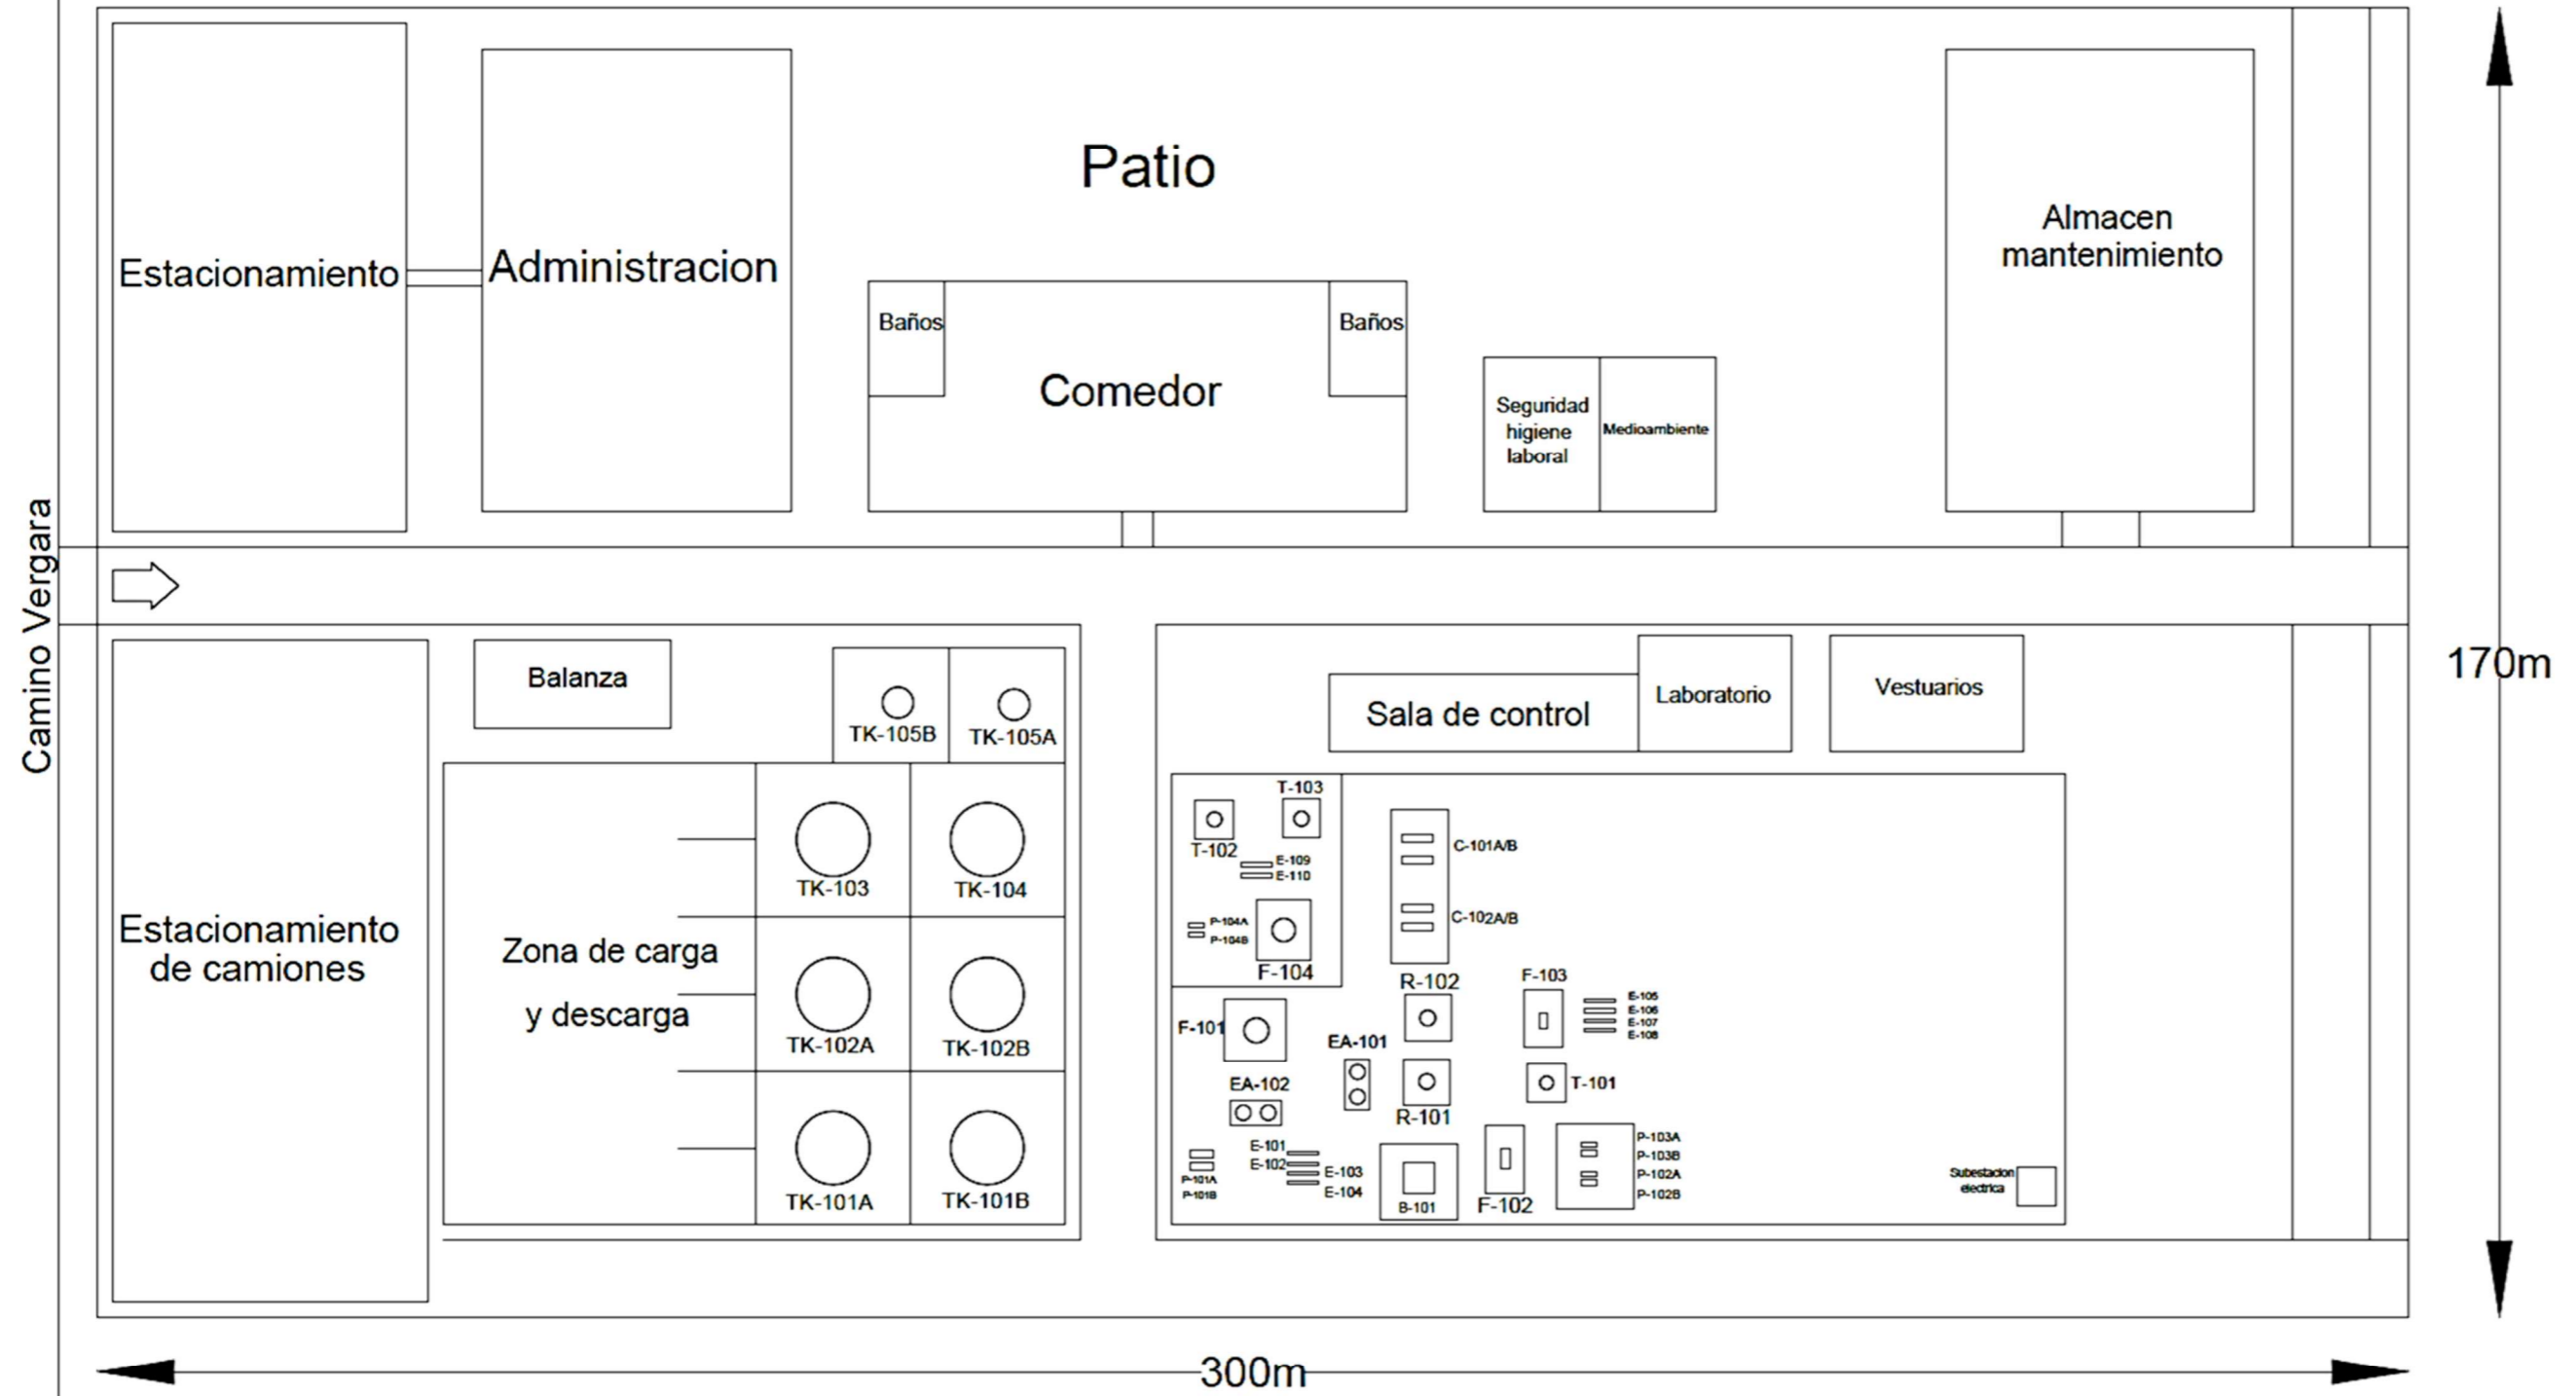 Patio
Estacionamiento
Administracion
Almacen
mantenimiento
Baños
Baños
Comedor
Seguridad
higiene
laboral
Medioambiente
Camino Vergara
170m
Balanza
TK-105B
TK-105A
Sala de control
Laboratorio
Vestuarios
TK-103
TK-104
Zona de carga
y descarga
TK-102A
TK-102B
TK-101A
TK-101B
Estacionamiento
de camiones
T-103
T-102
E-109
E-110
P-104A
P-104B
F-104
C-101A/B
C-102A/B
R-102
F-103
E-105
E-106
E-107
E-108
F-101
EA-101
EA-102
R-101
T-101
E-101
E-102
E-103
E-104
P-101A
P-101B
B-101
F-102
P-103A
P-103B
P-102A
P-102B
Subestacion
electrica
300m